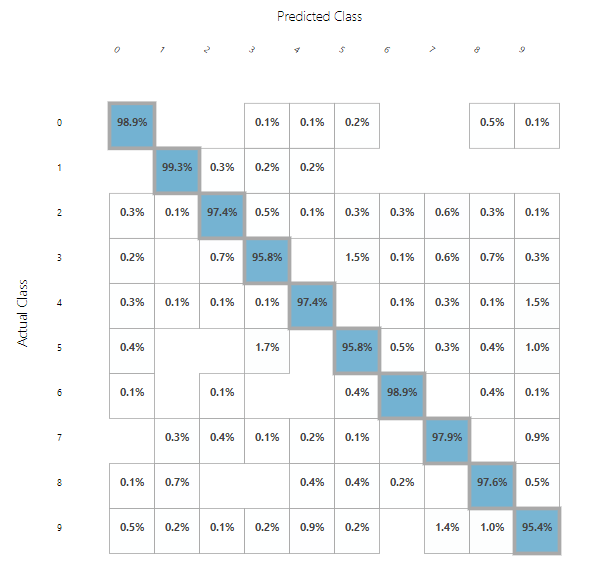 Predicted Class
0 1 2 3 4 5 6 7 8 9
Actual Class
0 98.9% 0.1% 0.1% 0.2% 0.5% 0.1%
1 99.3% 0.3% 0.2% 0.2%
2 0.3% 0.1% 97.4% 0.5% 0.1% 0.3% 0.3% 0.6% 0.3% 0.1%
3 0.2% 0.7% 95.8% 1.5% 0.1% 0.6% 0.7% 0.3%
4 0.3% 0.1% 0.1% 0.1% 97.4% 0.1% 0.3% 0.1% 1.5%
5 0.4% 1.7% 95.8% 0.5% 0.3% 0.4% 1.0%
6 0.1% 0.1% 0.4% 98.9% 0.4% 0.1%
7 0.3% 0.4% 0.1% 0.2% 0.1% 97.9% 0.9%
8 0.1% 0.7% 0.4% 0.4% 0.2% 97.6% 0.5%
9 0.5% 0.2% 0.1% 0.2% 0.9% 0.2% 1.4% 1.0% 95.4%